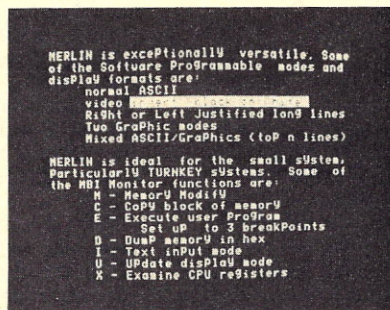 MERLIN is exceptionally versatile. Some
of the Software Programmable modes and
display formats are:
normal ASCII
video
Right or Left Justified long lines
Two Graphic modes
Mixed ASCII/Graphics (top n lines)
MERLIN is ideal for the small system,
Particularly TURNKEY systems. Some of
the MBI Monitor functions are:
M - Memory Modify
C - Copy block of memory
E - Execute user Program
Set up to 3 breakpoints
D - Dump memory in hex
I - Text input mode
U - Update display mode
X - Examine CPU registers